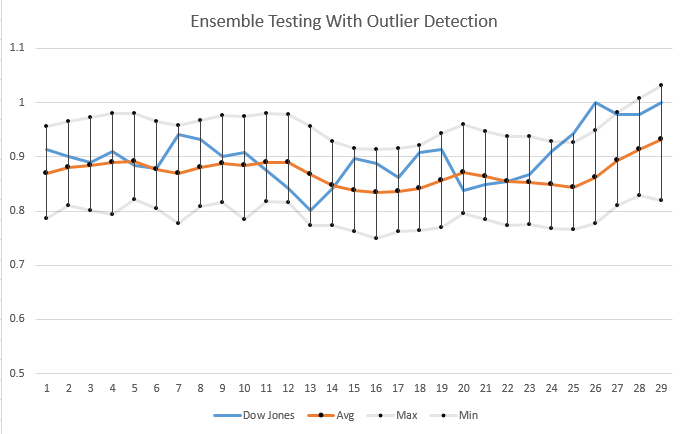 Ensemble Testing With Outlier Detection
1.1
1
0.9
0.8
0.7
0.6
0.5
1 2 3 4 5 6 7 8 9 10 11 12 13 14 15 16 17 18 19 20 21 22 23 24 25 26 27 28 29
Dow Jones Avg Max Min